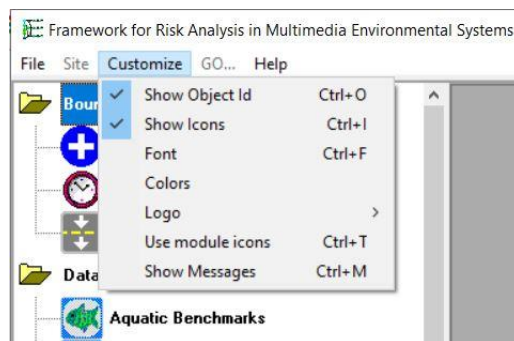 Framework for Risk Analysis in Multimedia Environmental Systems
File Site Customize GO... Help
Show Object Id Ctrl+O
Show Icons Ctrl+I
Font Ctrl+F
Colors
Logo
Use module icons Ctrl+T
Show Messages Ctrl+M
Bour
Data
Aquatic Benchmarks